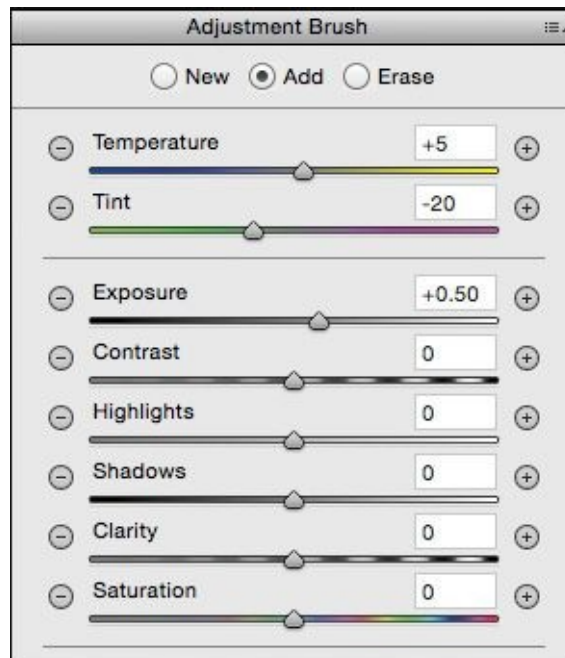 Adjustment Brush
New Add Erase
Temperature +5
Tint -20
Exposure +0.50
Contrast 0
Highlights 0
Shadows 0
Clarity 0
Saturation 0